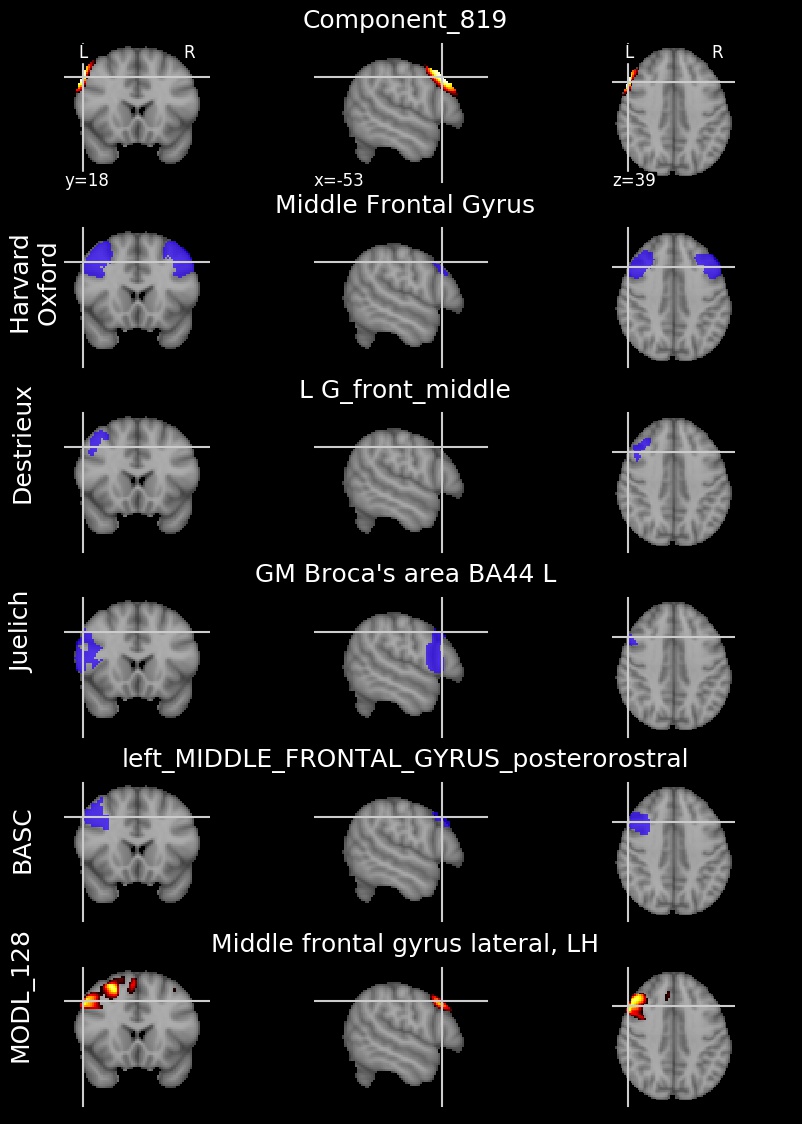 Component_819
L R
L R
y=18
x=-53
z=39
Middle Frontal Gyrus
Harvard
Oxford
L G_front_middle
Destrieux
GM Broca's area BA44 L
Juelich
left_MIDDLE_FRONTAL_GYRUS_posterorostral
BASC
Middle frontal gyrus lateral, LH
MODL_128